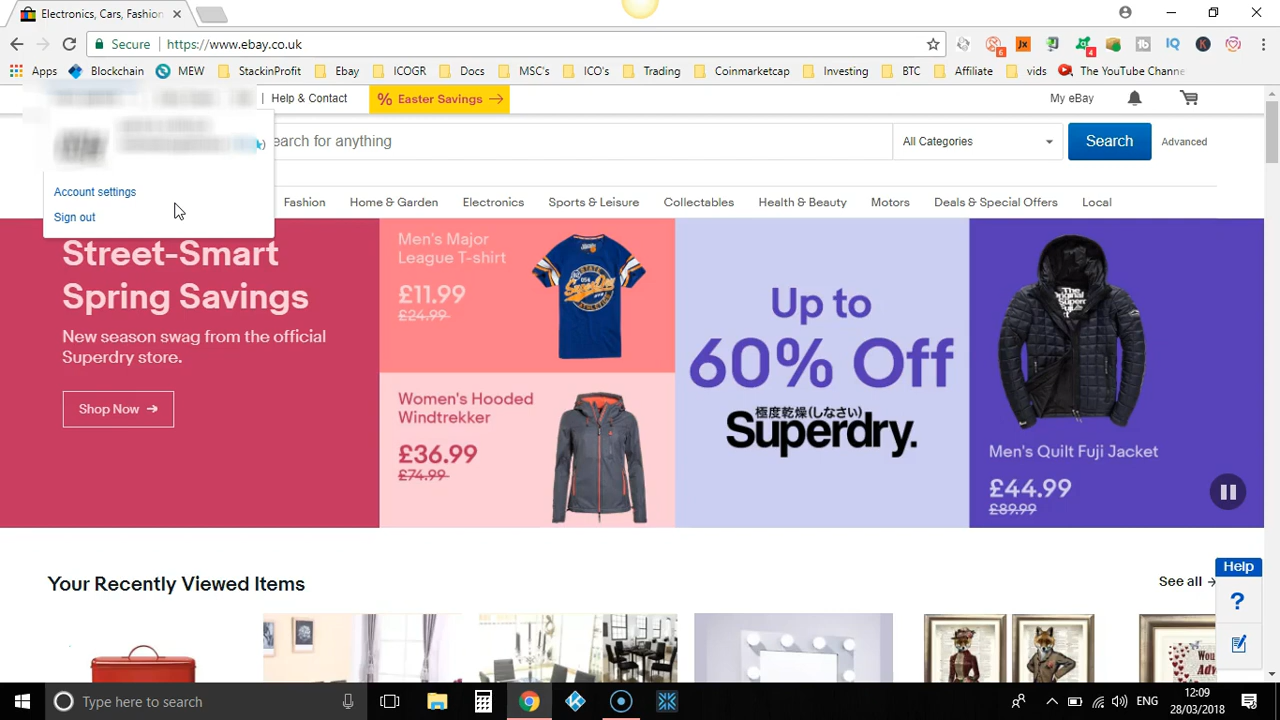 Electronics, Cars, Fashion
Secure
https://www.ebay.co.uk
6
4
Apps
Blockchain
MEW
StackinProfit
Ebay
ICOGR
Docs
MSC's
ICO's
Trading
Coinmarketcap
Investing
BTC
Affiliate
vids
The YouTube Chann
Help & Contact
% Easter Savings →
My eBay
earch for anything
All Categories
Search
Advanced
Account settings
Sign out
Fashion
Home & Garden
Electronics
Sports & Leisure
Collectables
Health & Beauty
Motors
Deals & Special Offers
Local
Street-Smart
Spring Savings
New season swag from the official
Superdry store.
Shop Now →
Men's Major
League T-shirt
£11.99
£24.99
Women's Hooded
Windtrekker
£36.99
£74.99
Up to
60% Off
極度乾燥(しなさい)
Superdry.
Men's Quilt Fuji Jacket
£44.99
£89.99
Your Recently Viewed Items
See all →
Help
?
Type here to search
ENG
12:09
28/03/2018